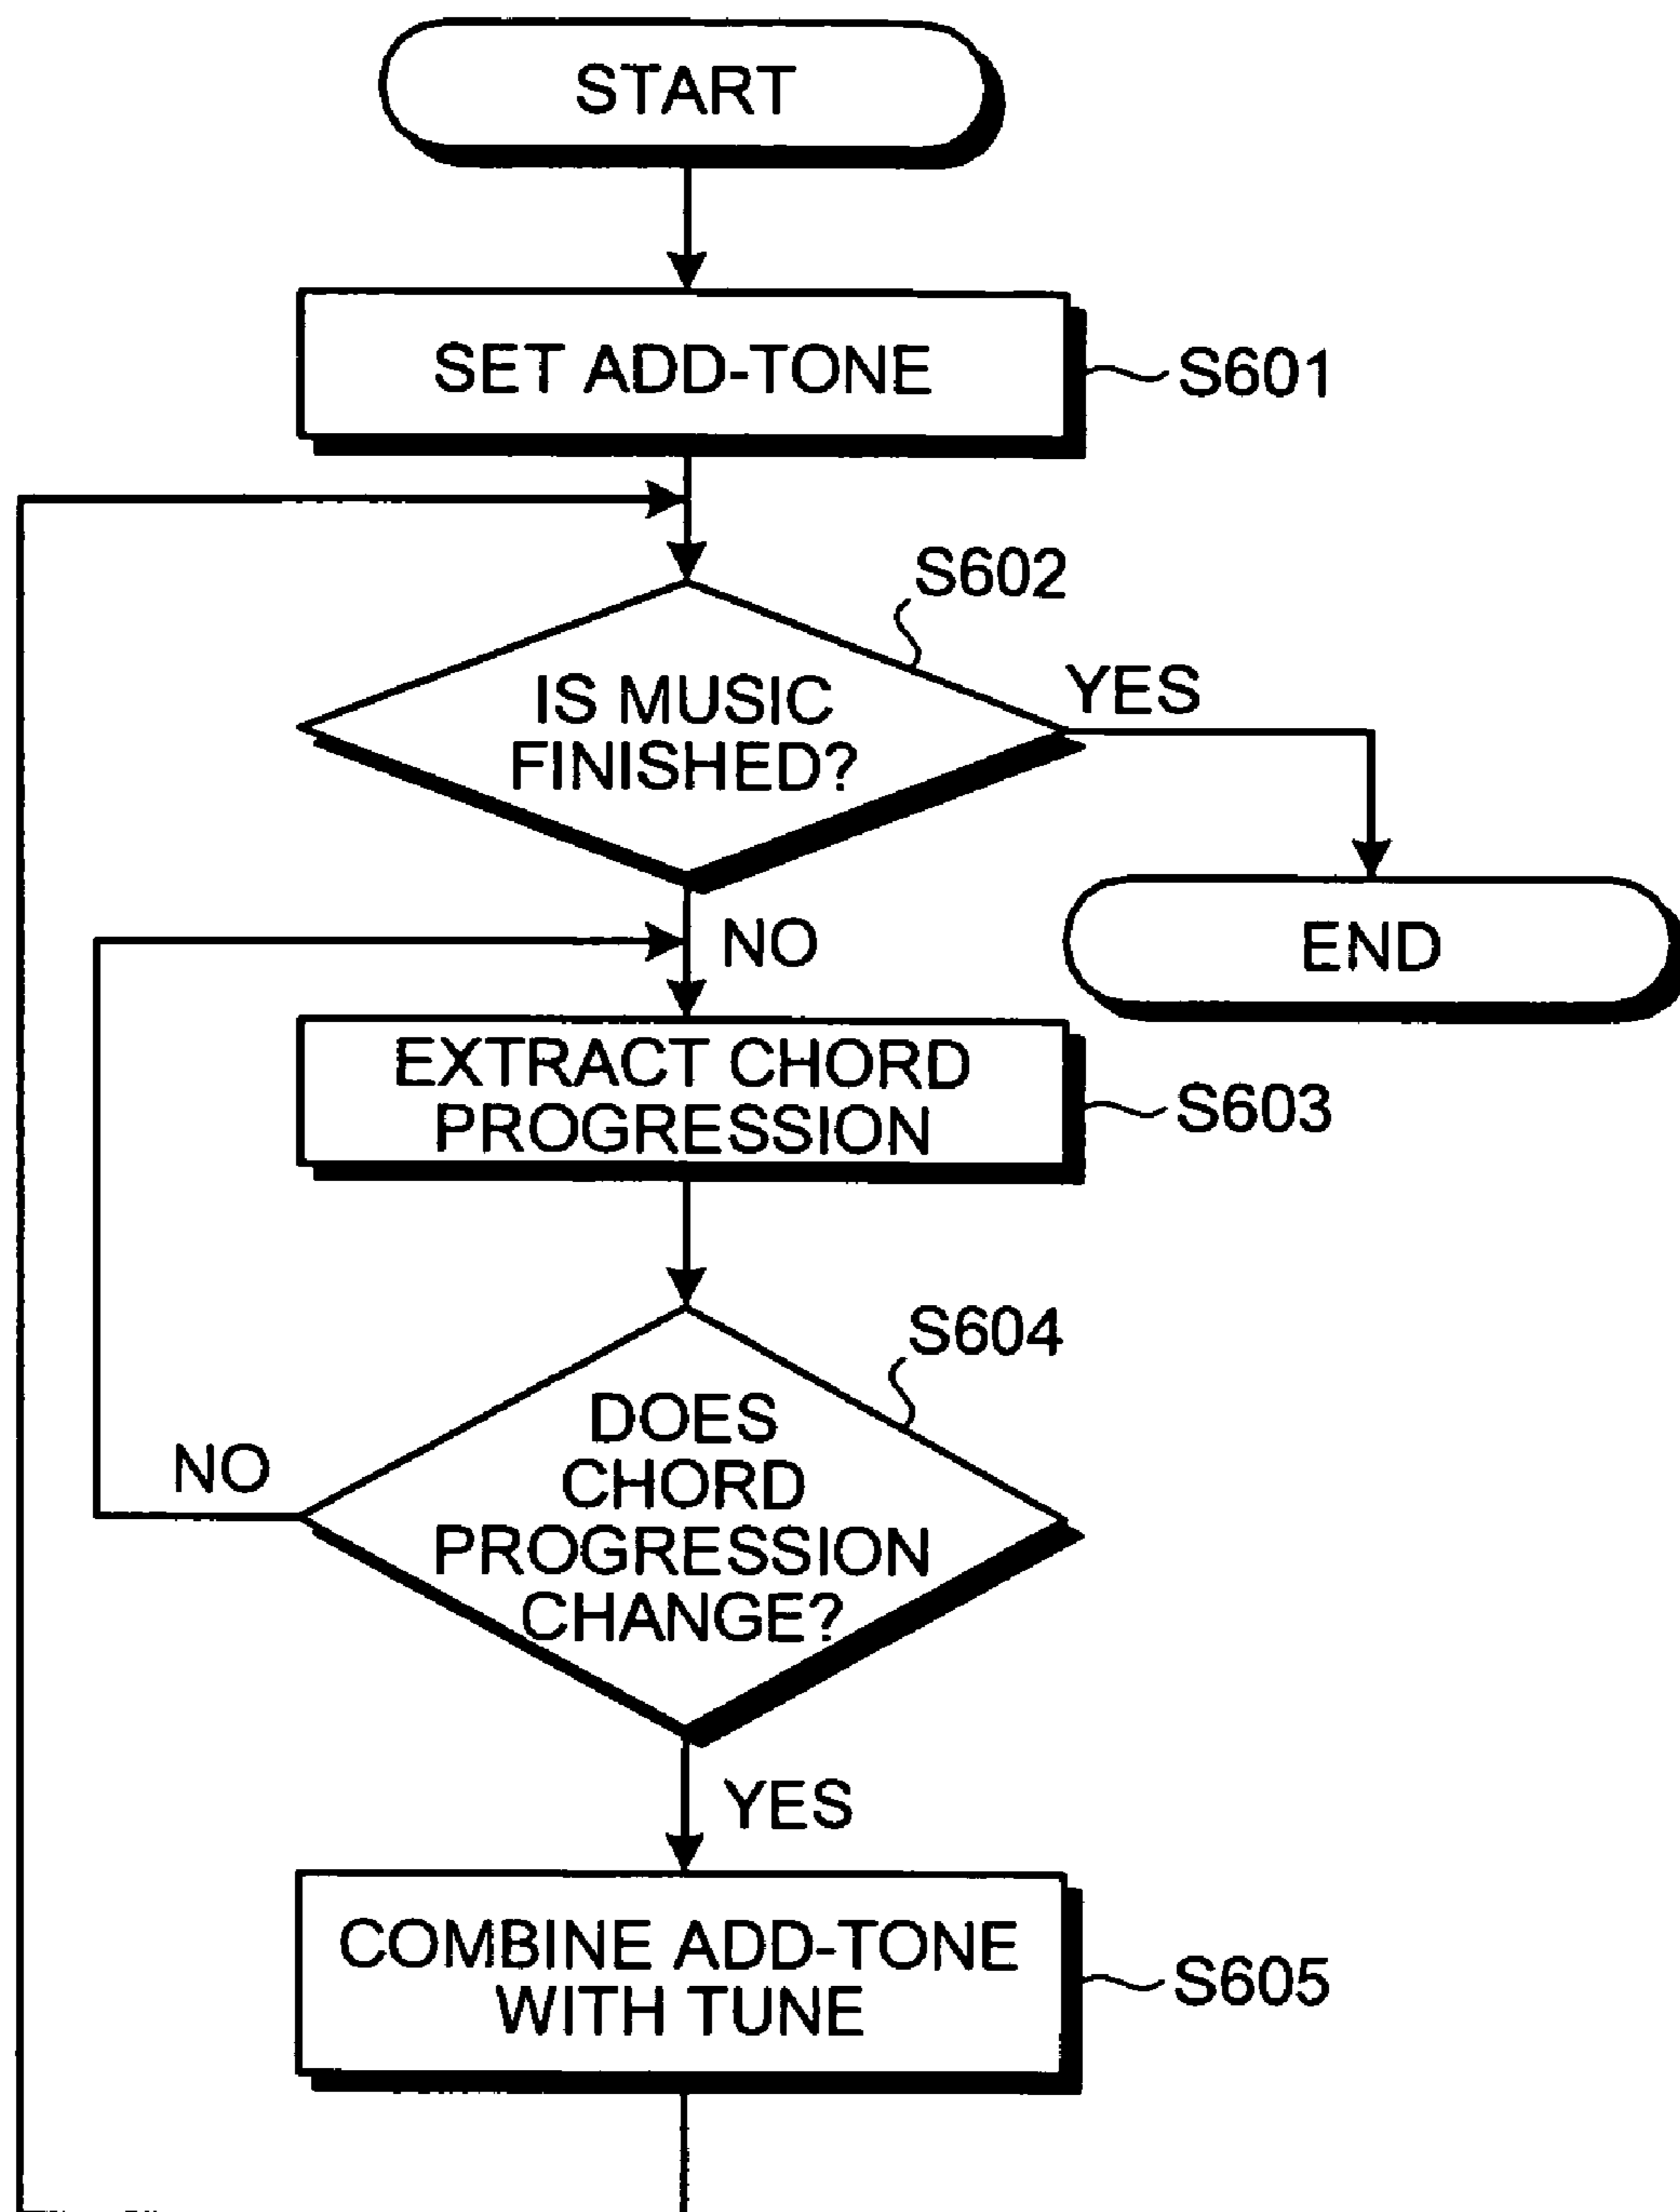 START
SET ADD-TONE
S601
S602
IS MUSIC
FINISHED?
YES
END
NO
EXTRACT CHORD
PROGRESSION
S603
S604
DOES
CHORD
PROGRESSION
CHANGE?
NO
YES
COMBINE ADD-TONE
WITH TUNE
S605